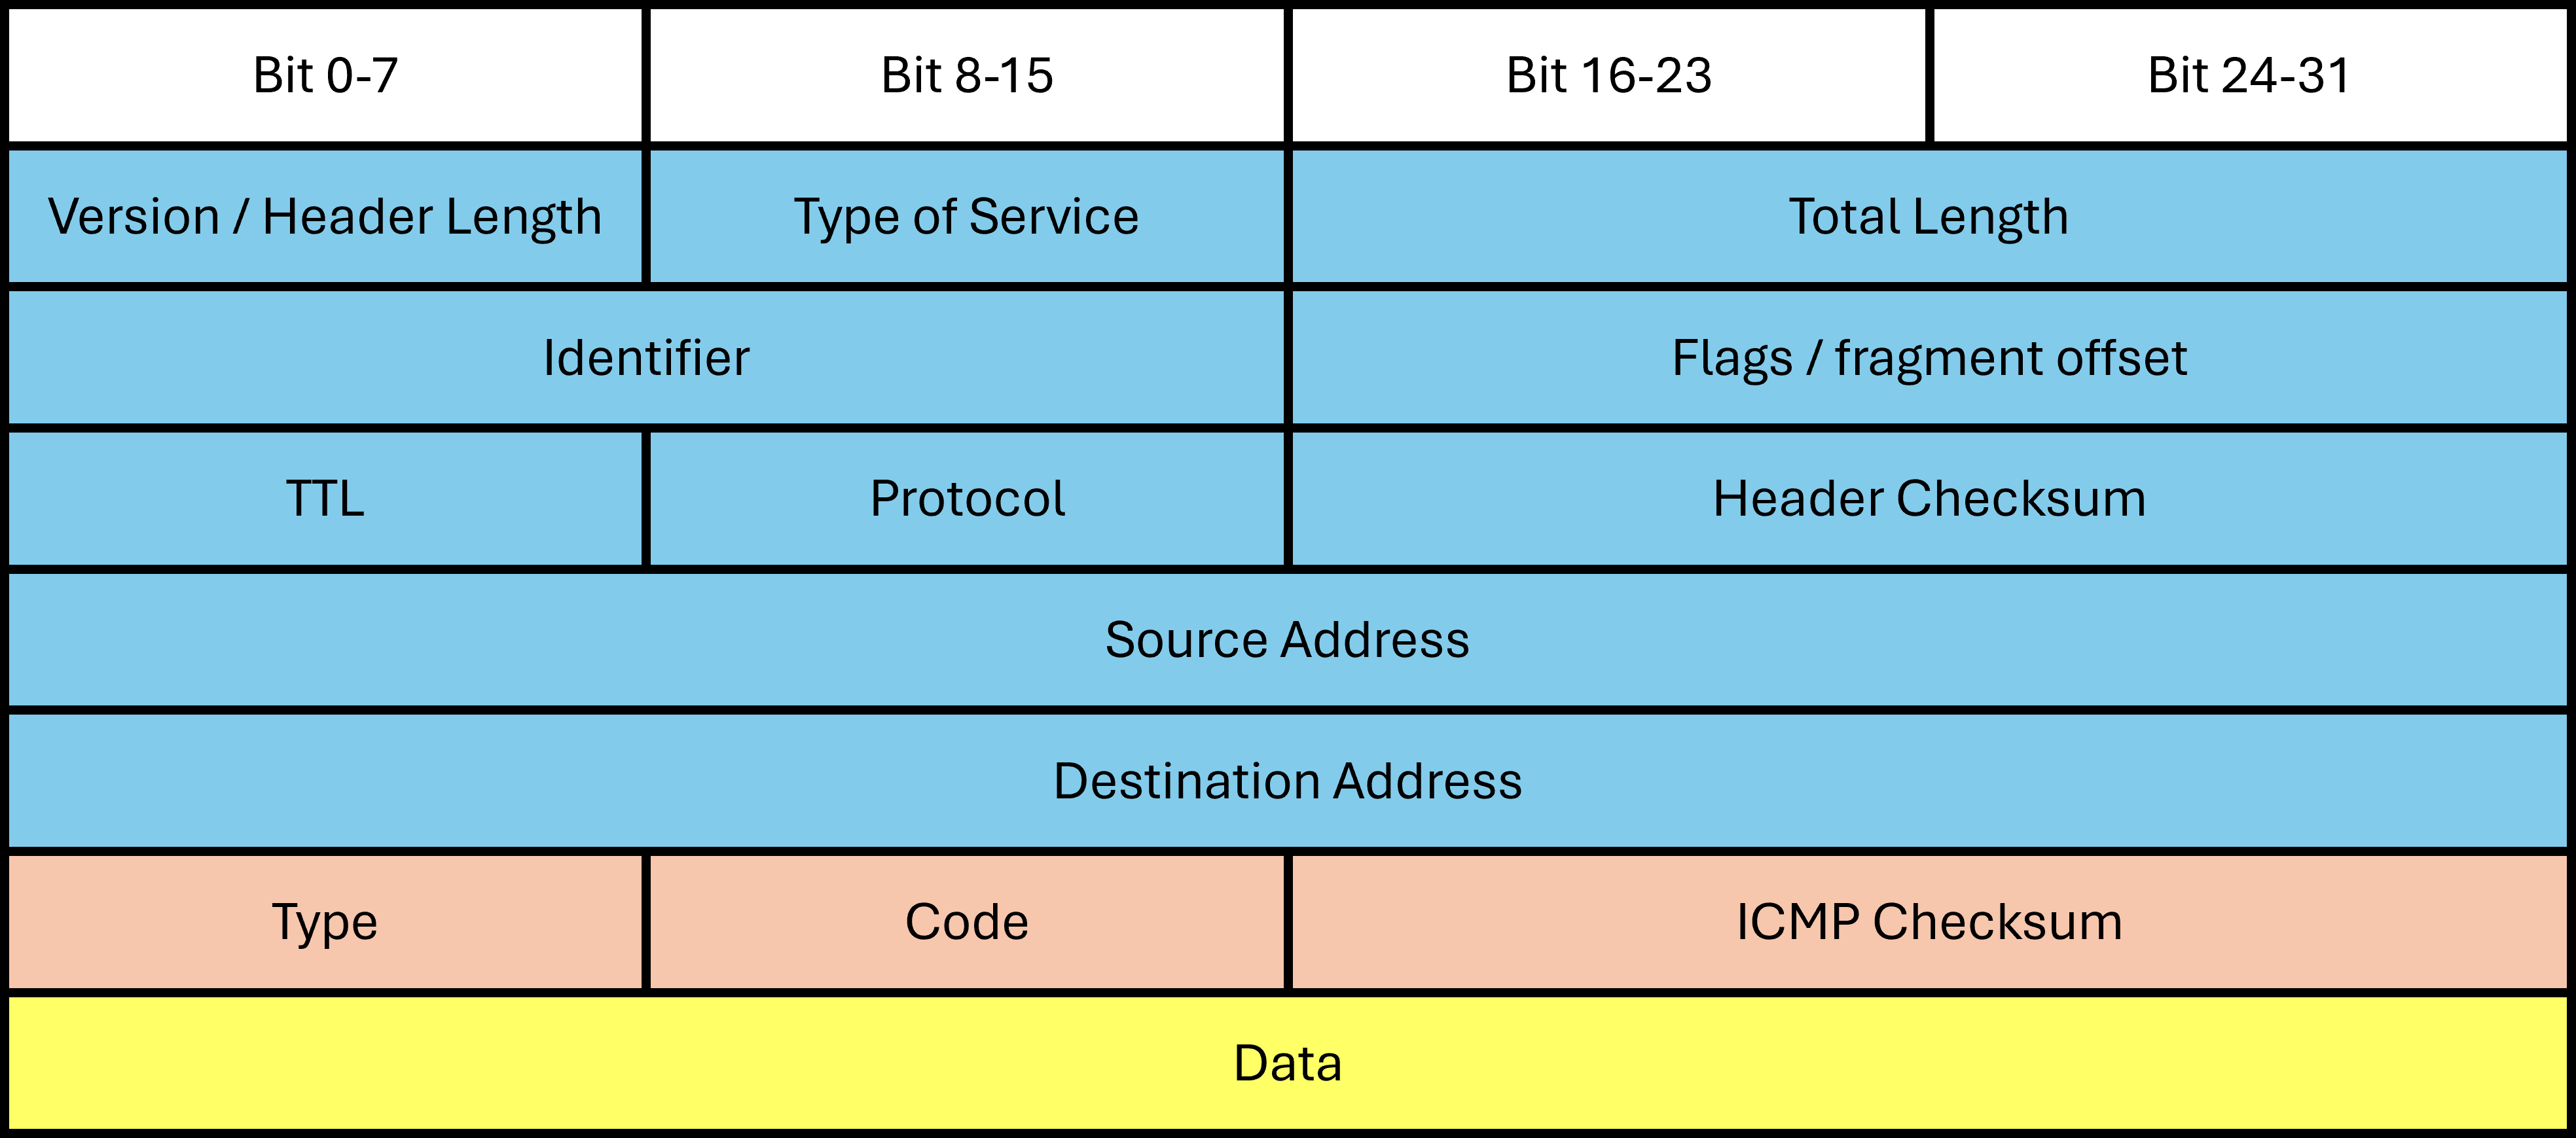 Bit 0-7
Bit 8-15
Bit 16-23
Bit 24-31
Version / Header Length
Type of Service
Total Length
Identifier
Flags / fragment offset
TTL
Protocol
Header Checksum
Source Address
Destination Address
Type
Code
ICMP Checksum
Data